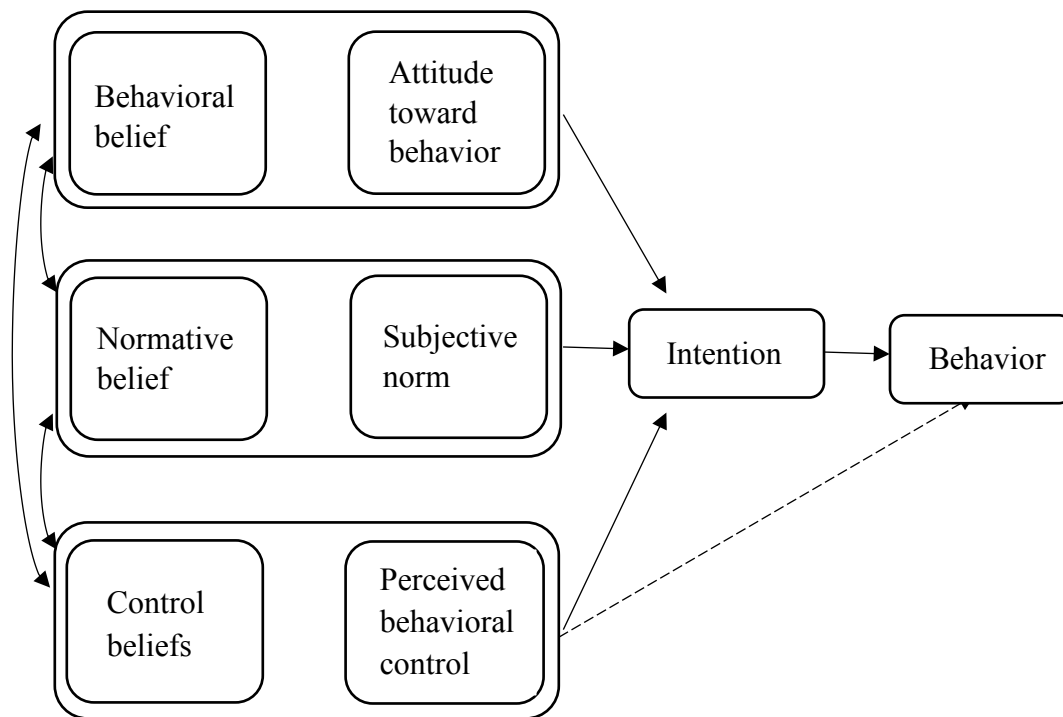 Behavioral
belief
Attitude
toward
behavior
Normative
belief
Subjective
norm
Intention
Behavior
Control
beliefs
Perceived
behavioral
control